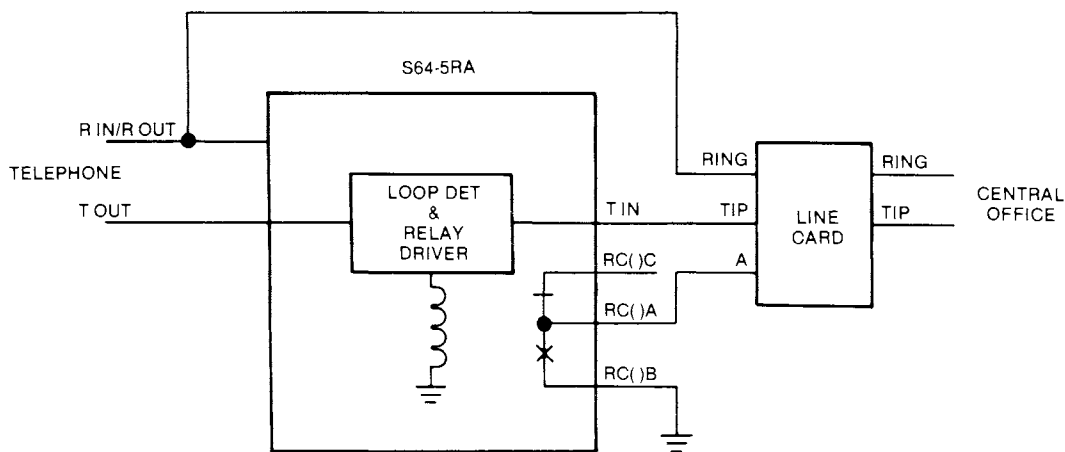 S64-5RA
R IN/R OUT
TELEPHONE
T OUT
LOOP DET
&
RELAY
DRIVER
T IN
RC( )C
RC( )A
RC( )B
RING
TIP
A
LINE
CARD
RING
TIP
CENTRAL
OFFICE